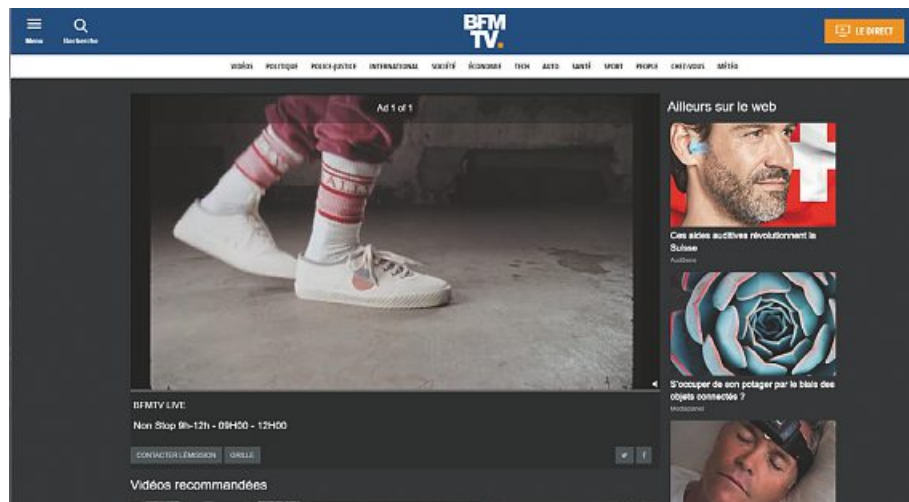 Menu
Recherche
BFM
TV.
LE DIRECT
VIDÉOS POLITIQUE POLICE-JUSTICE INTERNATIONAL SOCIÉTÉ ÉCONOMIE TECH AUTO SANTÉ SPORT PEOPLE CHEZ-VOUS MÉTÉO
Ad 1 of 1
Ailleurs sur le web
Ces aides auditives révolutionnent la
Suisse
S'occuper de son potager par le biais des
objets connectés ?
BFMTV LIVE
Non Stop 9h-12h - 09H00 - 12H00
CONTACTER L'ÉMISSION GRILLE
Vidéos recommandées